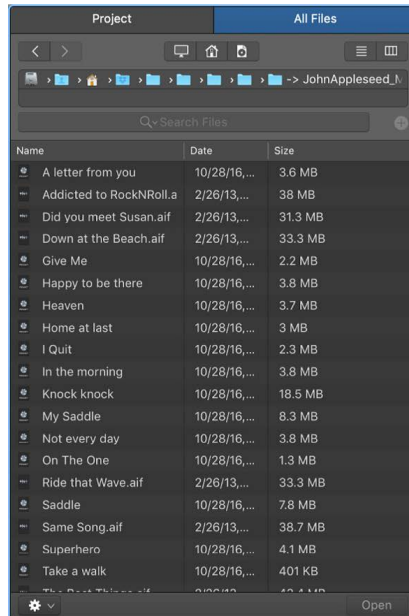 Project All Files
-> JohnAppleseed_M
Search Files
Name Date Size
A letter from you 10/28/16,... 3.6 MB
Addicted to RockNRoll.a 2/26/13,... 38 MB
Did you meet Susan.aif 2/26/13,... 31.3 MB
Down at the Beach.aif 2/26/13,... 33.3 MB
Give Me 10/28/16,... 2.2 MB
Happy to be there 10/28/16,... 3.8 MB
Heaven 10/28/16,... 3.7 MB
Home at last 10/28/16,... 3 MB
I Quit 10/28/16,... 2.3 MB
In the morning 10/28/16,... 3.8 MB
Knock knock 10/28/16,... 18.5 MB
My Saddle 10/28/16,... 8.3 MB
Not every day 10/28/16,... 3.8 MB
On The One 10/28/16,... 1.3 MB
Ride that Wave.aif 2/26/13,... 33.3 MB
Saddle 10/28/16,... 7.8 MB
Same Song.aif 2/26/13,... 38.7 MB
Superhero 10/28/16,... 4.1 MB
Take a walk 10/28/16,... 401 KB
The Best Things.aif 2/26/13,... MB
Open